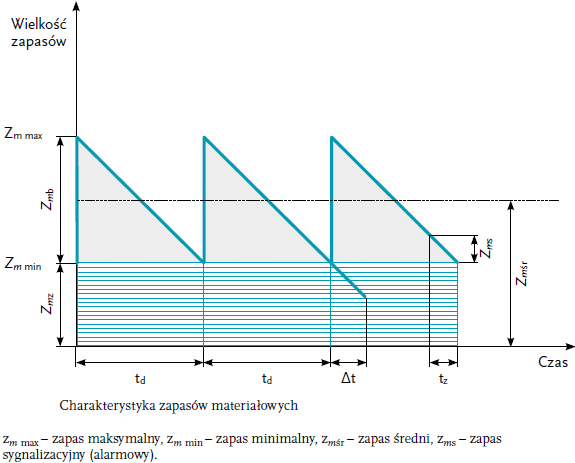 Wielkość
zapasów
Zm max
Zmb
Zm min
Zmz
Zms
Zmśr
Czas
td
td
Δt
tz
Charakterystyka zapasów materiałowych
zm max – zapas maksymalny, zm min – zapas minimalny, zmśr – zapas średni, zms – zapas
sygnalizacyjny (alarmowy).